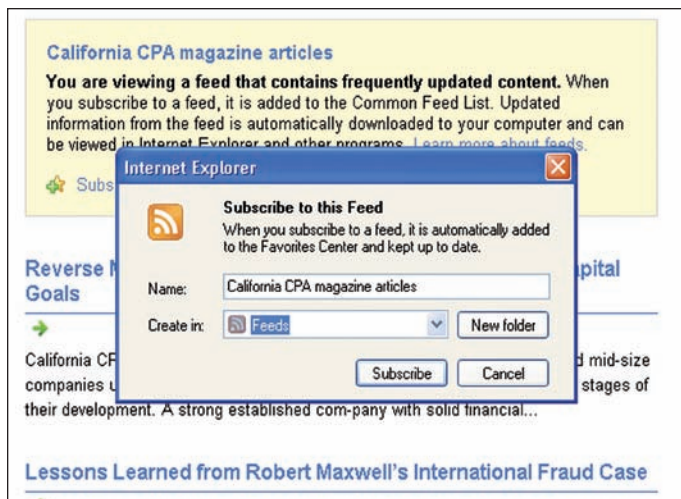 California CPA magazine articles
You are viewing a feed that contains frequently updated content. When
you subscribe to a feed, it is added to the Common Feed List. Updated
information from the feed is automatically downloaded to your computer and can
be viewed in Internet Explorer and other programs. Learn more about feeds.
Subs
Internet Explorer
Subscribe to this Feed
When you subscribe to a feed, it is automatically added
to the Favorites Center and kept up to date.
Name: California CPA magazine articles
Create in: Feeds New folder
Subscribe Cancel
Reverse
Goals
California
companies
mid-size
stages of
their development. A strong established com-pany with solid financial...
Lessons Learned from Robert Maxwell's International Fraud Case